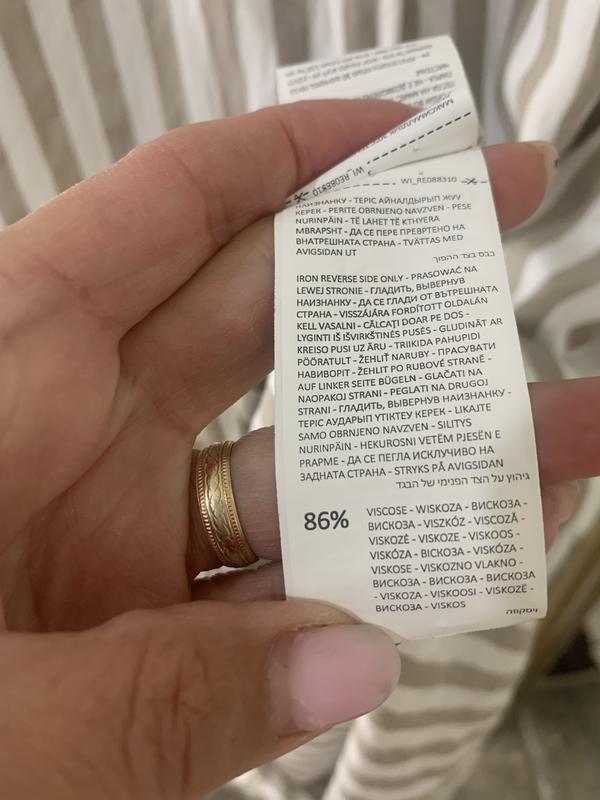 WI_RE088310
WI_RE088310
НАИЗНАНКУ - ТЕРІС АЙНАЛДЫРЫП ЖУУ
КЕРЕК - PERITE OBRNJENO NAVZVEN - PESE
NURINPÄIN - TË LAHET TË KTHYERA
MBRAPSHT - ДА СЕ ПЕРЕ ПРЕВРТЕНО НА
ВНАТРЕШНАТА СТРАНА - TVÄTTAS MED
AVIGSIDAN UT
כבס בצד ההפוך
IRON REVERSE SIDE ONLY - PRASOWAĆ NA
LEWEJ STRONIE - ГЛАДИТЬ, ВЫВЕРНУВ
НАИЗНАНКУ - ДА СЕ ГЛАДИ ОТ ВЪТРЕШНАТА
СТРАНА - VISSZÁJÁRA FORDÍTOTT OLDALÁN
KELL VASALNI - CĂLCAŢI DOAR PE DOS -
LYGINTI IŠ IŠVIRKŠTINĖS PUSĖS - GLUDINĀT AR
KREISO PUSI UZ ĀRU - TRIIKIDA PAHUPIDI
PÖÖRATULT - ŽEHLIŤ NARUBY - ПРАСУВАТИ
НАВИВОРІТ - ŽEHLIT PO RUBOVÉ STRANĚ -
AUF LINKER SEITE BÜGELN - GLAČATI NA
NAOPAKOJ STRANI - PEGLATI NA DRUGOJ
STRANI - ГЛАДИТЬ, ВЫВЕРНУВ НАИЗНАНКУ -
ТЕРІС АУДАРЫП ҮТІКТЕУ КЕРЕК - LIKAJTE
SAMO OBRNJENO NAVZVEN - SILITYS
NURINPÄIN - HEKUROSNI VETËM PJESËN E
PRAPME - ДА СЕ ПЕГЛА ИСКЛУЧИВО НА
ЗАДНАТА СТРАНА - STRYKS PÅ AVIGSIDAN
גיהוץ על הצד הפנימי של הבגד
86% VISCOSE - WISKOZA - ВИСКОЗА -
ВИСКОЗА - VISZKÓZ - VISCOZĂ -
VISKOZĖ - VISKOZE - VISKOOS -
VISKÓZA - ВІСКОЗА - VISKÓZA -
VISKOSE - VISKOZNO VLAKNO -
ВИСКОЗА - ВИСКОЗА - ВИСКОЗА
- VISKOZA - VISKOOSI - VISKOZË -
ВИСКОЗА - VISKOS
ויסקוזה